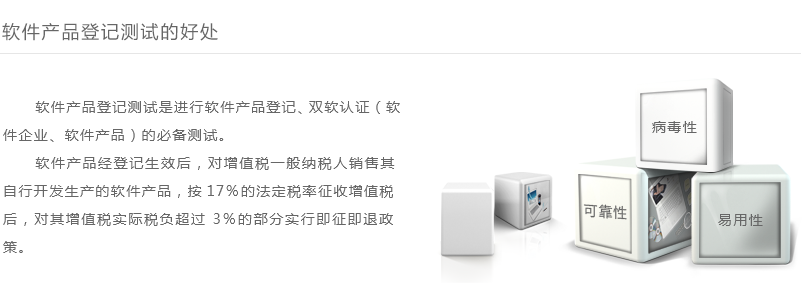 软件产品登记测试的好处
软件产品登记测试是进行软件产品登记、双软认证（软
件企业、软件产品）的必备测试。
软件产品经登记生效后，对增值税一般纳税人销售其
自行开发生产的软件产品，按17%的法定税率征收增值税
后，对其增值税实际税负超过 3%的部分实行即征即退政
策。
病毒性
可靠性
易用性